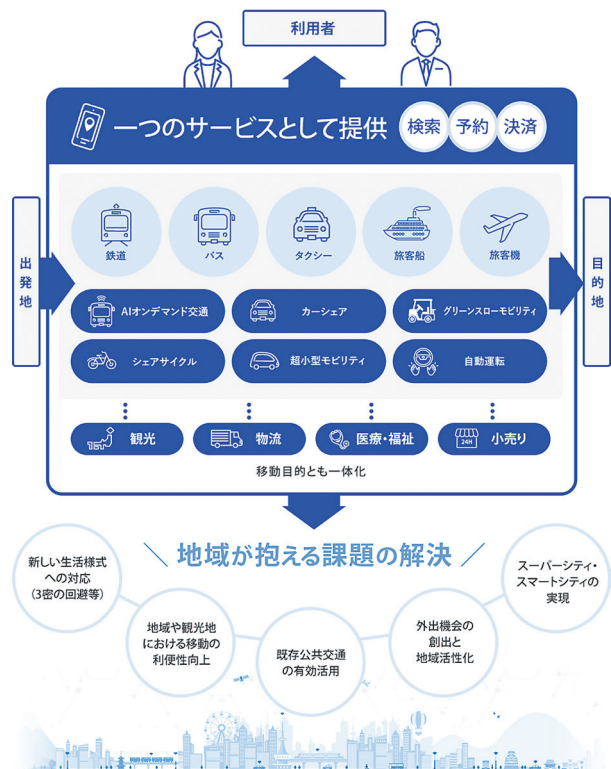 利用者
一つのサービスとして提供
検索
予約
決済
出発地
目的地
鉄道
バス
タクシー
旅客船
旅客機
AIオンデマンド交通
カーシェア
グリーンスローモビリティ
シェアサイクル
超小型モビリティ
自動運転
観光
物流
医療・福祉
24H
小売り
移動目的とも一体化
地域が抱える課題の解決
新しい生活様式
への対応
(3密の回避等)
地域や観光地
における移動の
利便性向上
既存公共交通
の有効活用
外出機会の
創出と
地域活性化
スーパーシティ・
スマートシティの
実現